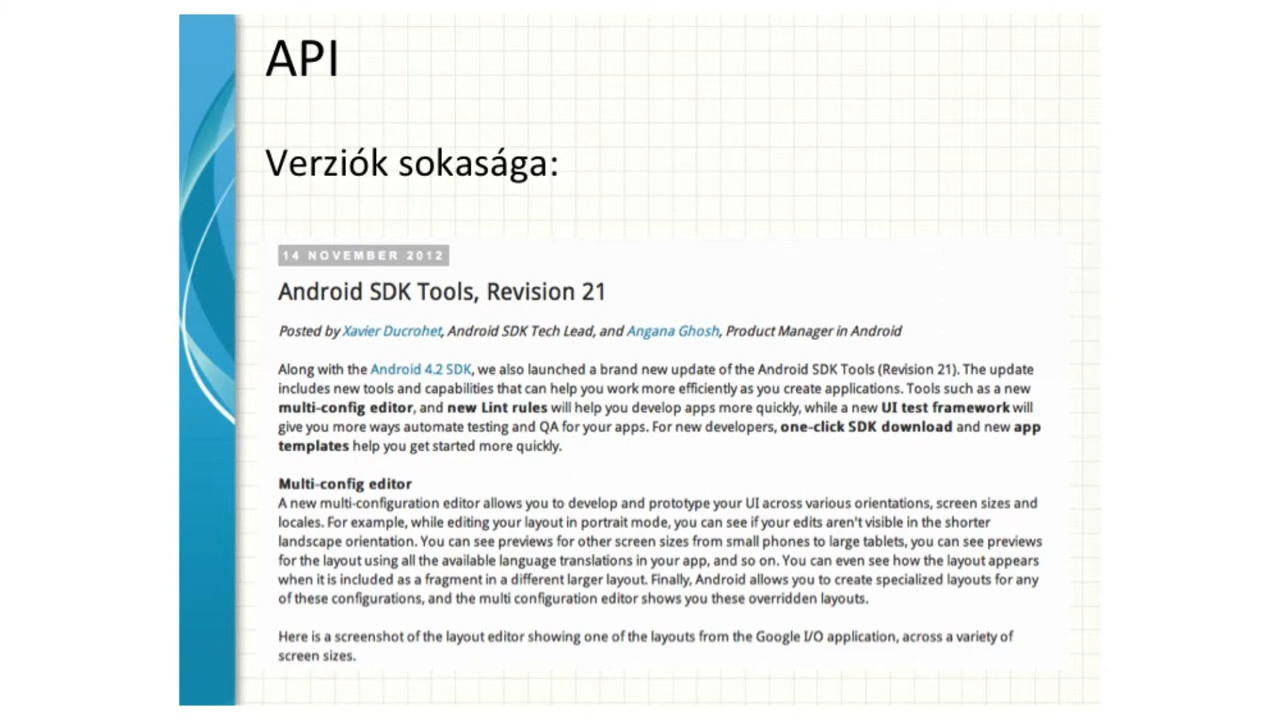 API
Verziók sokasága:
14 NOVEMBER 2012
Android SDK Tools, Revision 21
Posted by Xavier Ducrohet, Android SDK Tech Lead, and Angana Ghosh, Product Manager in Android
Along with the Android 4.2 SDK, we also launched a brand new update of the Android SDK Tools (Revision 21). The update
includes new tools and capabilities that can help you work more efficiently as you create applications. Tools such as a new
multi-config editor, and new Lint rules will help you develop apps more quickly, while a new UI test framework will
give you more ways automate testing and QA for your apps. For new developers, one-click SDK download and new app
templates help you get started more quickly.
Multi-config editor
A new multi-configuration editor allows you to develop and prototype your UI across various orientations, screen sizes and
locales. For example, while editing your layout in portrait mode, you can see if your edits aren't visible in the shorter
landscape orientation. You can see previews for other screen sizes from small phones to large tablets, you can see previews
for the layout using all the available language translations in your app, and so on. You can even see how the layout appears
when it is included as a fragment in a different larger layout. Finally, Android allows you to create specialized layouts for any
of these configurations, and the multi configuration editor shows you these overridden layouts.
Here is a screenshot of the layout editor showing one of the layouts from the Google I/O application, across a variety of
screen sizes.